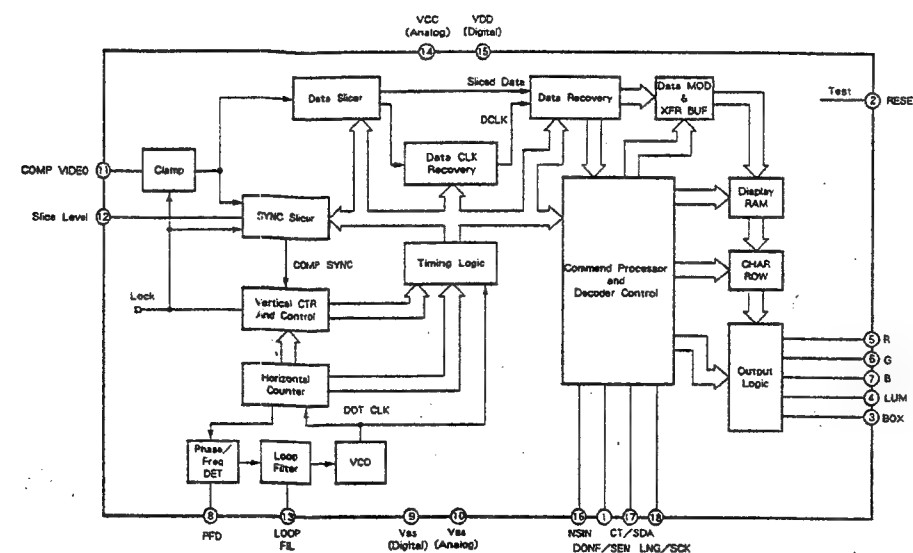 VCC
(Analog)
VDD
(Digital)
14
15
Data Slicer
Sliced Data
Data Recovery
Data MOD
&
XFR BUF
Test
2
RESE
DCLK
COMP VIDEO
11
Clamp
Data CLK
Recovery
Slice Level
12
SYNC Slicer
Display
RAM
COMP SYNC
Timing Logic
Command Processor
and
Decoder Control
CHAR
ROW
Lock
Vertical CTR
And Control
Horizontal
Counter
DOT CLK
Output
Logic
5
R
6
G
7
B
4
LUM
3
BOX
Phase/
Freq
DET
Loop
Filter
VCO
8
13
9
10
16
1
17
18
PFD
LOOP
FIL
Vss
(Digital)
Vss
(Analog)
NSIN
CT/SDA
DONF/SEN
LNG/SCK